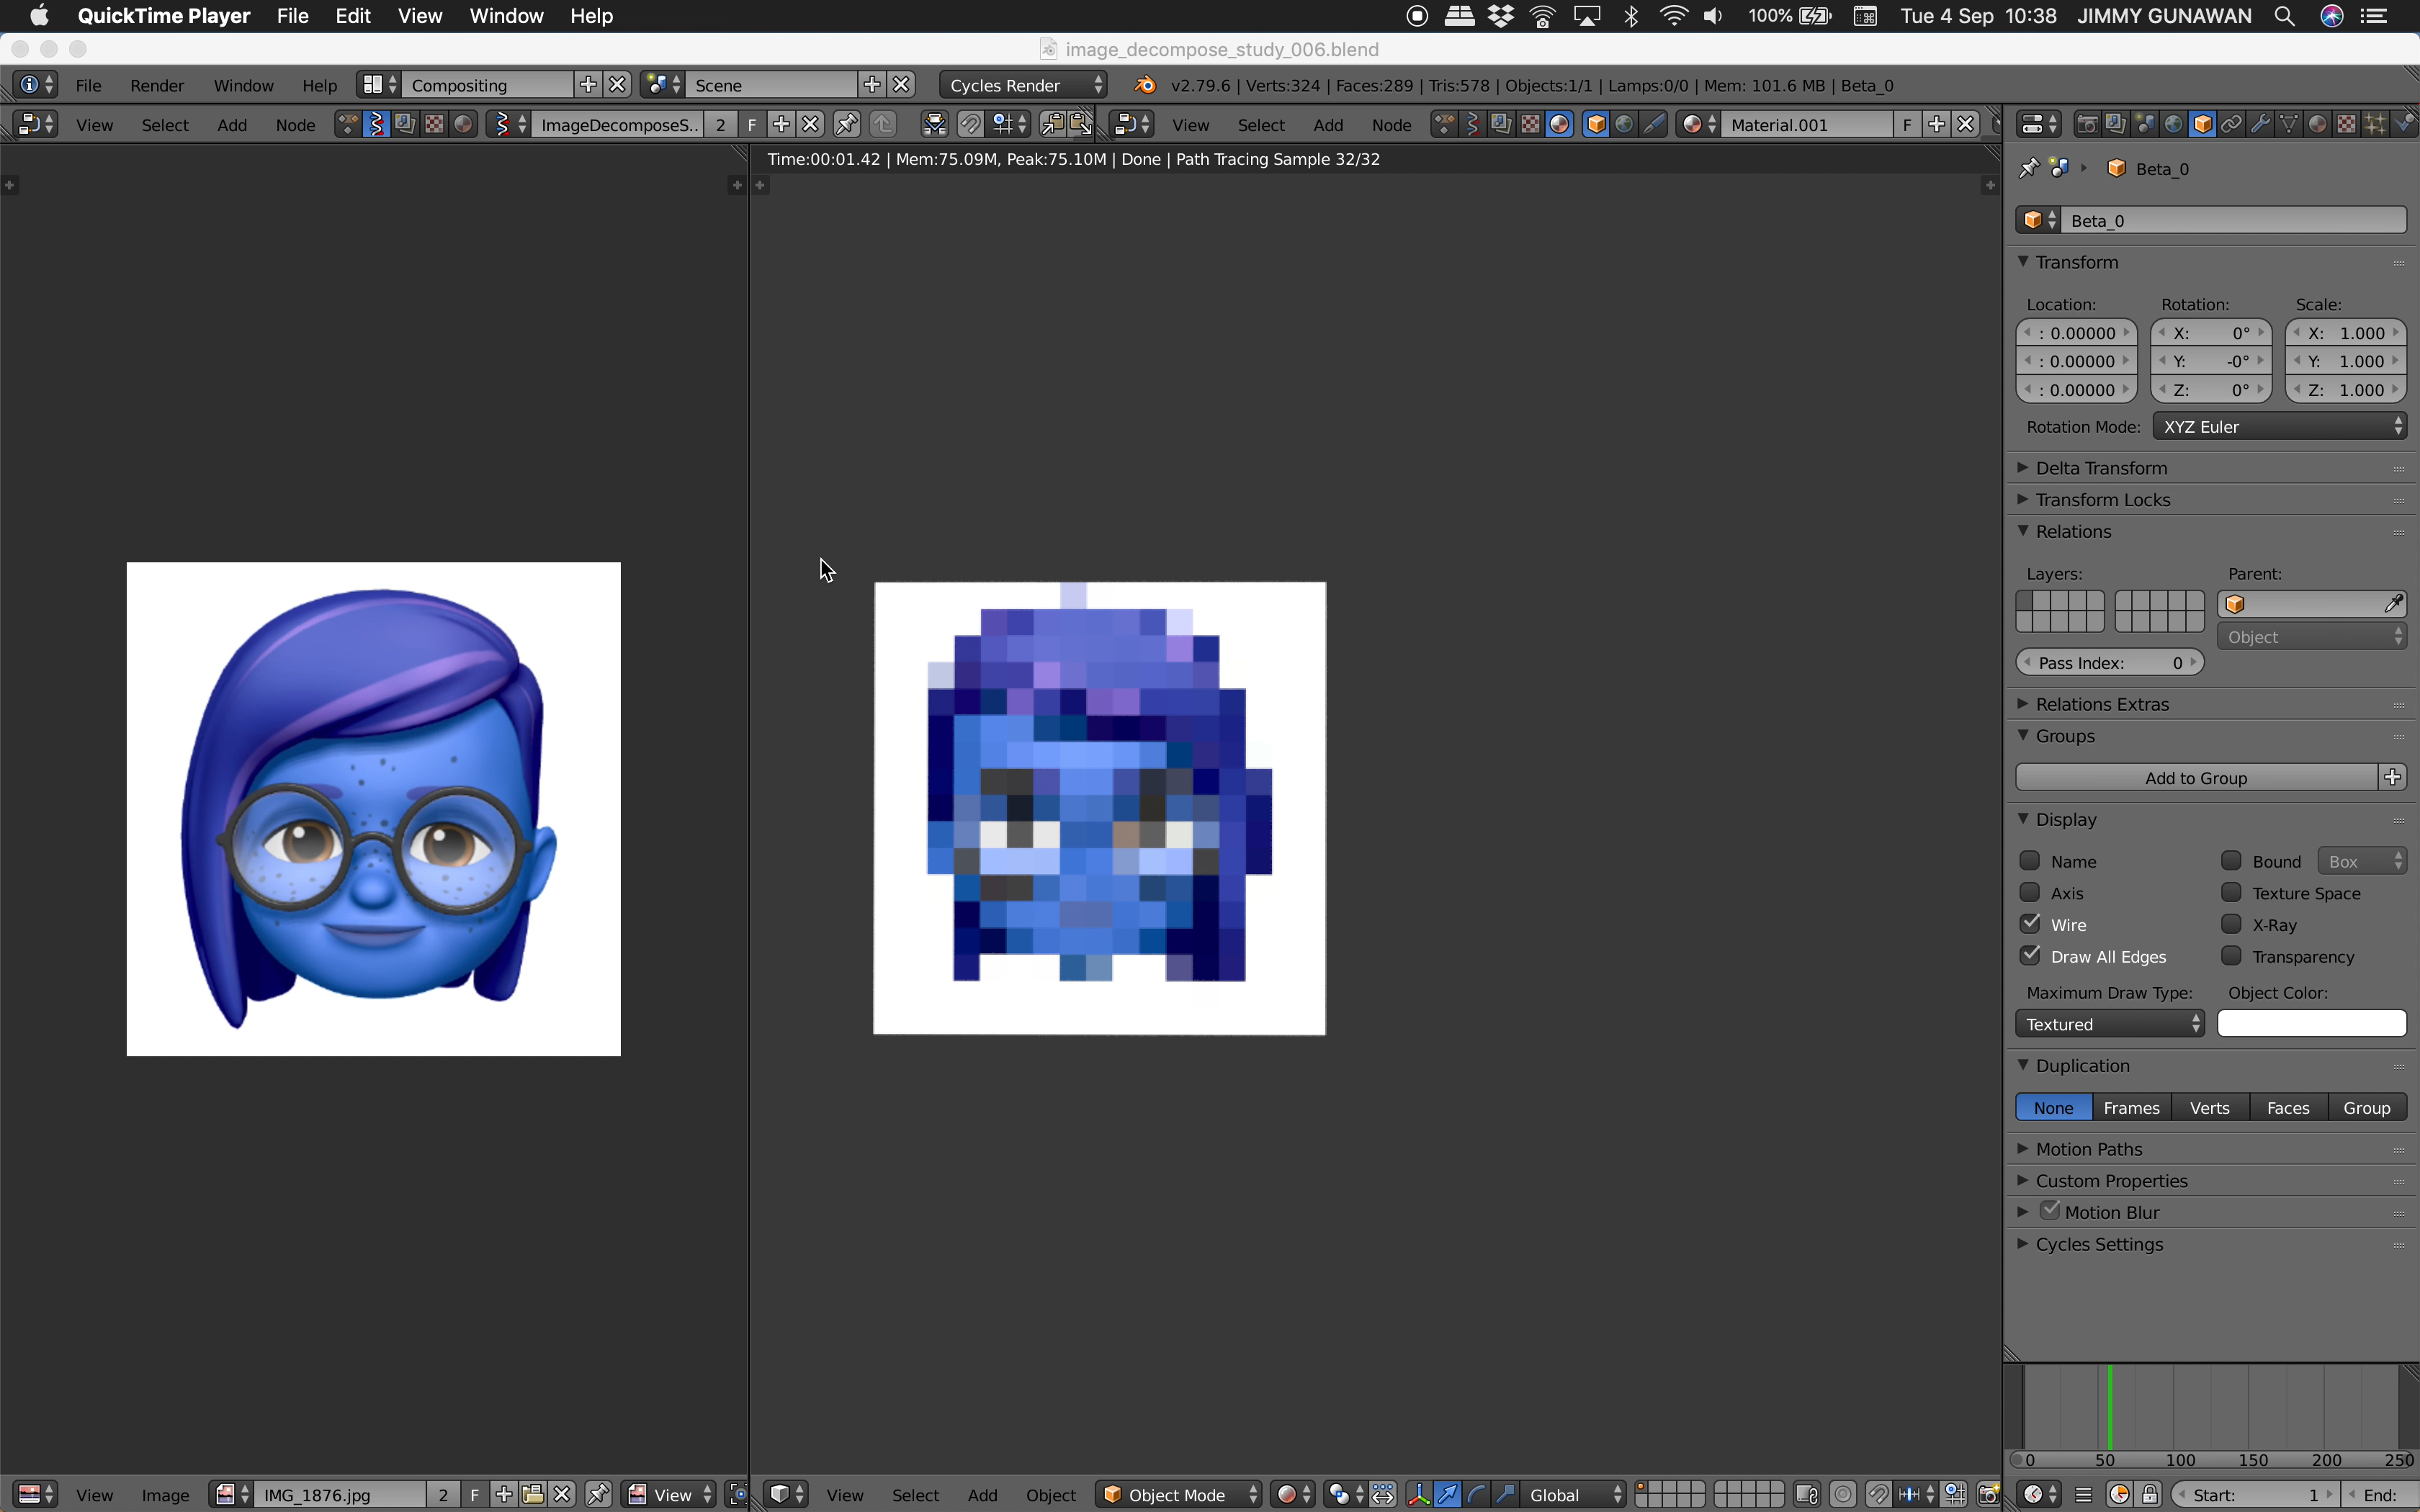 QuickTime Player File Edit View Window Help 100% Tue 4 Sep 10:38 JIMMY GUNAWAN
image_decompose_study_006.blend
File Render Window Help Compositing Scene Cycles Render v2.79.6 | Verts:324 | Faces:289 | Tris:578 | Objects:1/1 | Lamps:0/0 | Mem: 101.6 MB | Beta_0
View Select Add Node ImageDecomposeS.. 2 F View Select Add Node Material.001 F
Time:00:01.42 | Mem:75.09M, Peak:75.10M | Done | Path Tracing Sample 32/32
Beta_0
Beta_0
Transform
Location: Rotation: Scale:
: 0.00000 X: 0° X: 1.000
: 0.00000 Y: -0° Y: 1.000
: 0.00000 Z: 0° Z: 1.000
Rotation Mode: XYZ Euler
Delta Transform
Transform Locks
Relations
Layers: Parent:
Object
Pass Index: 0
Relations Extras
Groups
Add to Group
Display
Name Bound Box
Axis Texture Space
Wire X-Ray
Draw All Edges Transparency
Maximum Draw Type: Object Color:
Textured
Duplication
None Frames Verts Faces Group
Motion Paths
Custom Properties
Motion Blur
Cycles Settings
0 50 100 150 200 250
View Image IMG_1876.jpg 2 F View View Select Add Object Object Mode Global Start: 1 End: